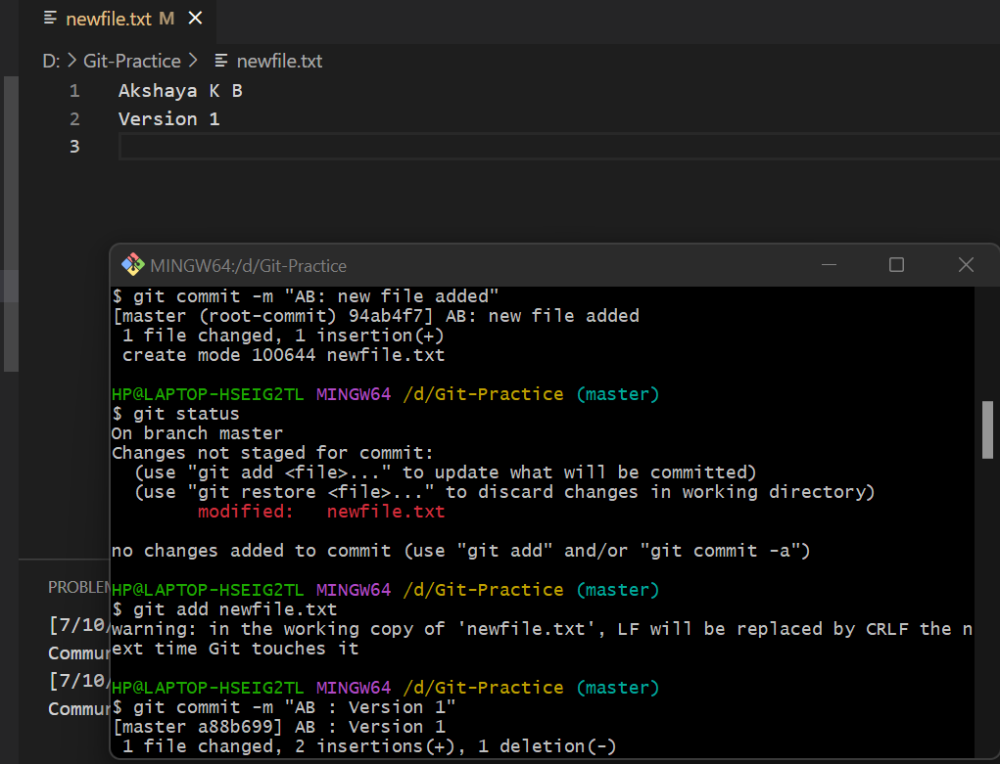 newfile.txt M
D: > Git-Practice > newfile.txt
1 Akshaya K B
2 Version 1
3
MINGW64:/d/Git-Practice
$ git commit -m "AB: new file added"
[master (root-commit) 94ab4f7] AB: new file added
1 file changed, 1 insertion(+)
create mode 100644 newfile.txt
HP@LAPTOP-HSEIG2TL MINGW64 /d/Git-Practice (master)
$ git status
On branch master
Changes not staged for commit:
(use "git add <file>..." to update what will be committed)
(use "git restore <file>..." to discard changes in working directory)
modified: newfile.txt
no changes added to commit (use "git add" and/or "git commit -a")
HP@LAPTOP-HSEIG2TL MINGW64 /d/Git-Practice (master)
$ git add newfile.txt
warning: in the working copy of 'newfile.txt', LF will be replaced by CRLF the n
ext time Git touches it
HP@LAPTOP-HSEIG2TL MINGW64 /d/Git-Practice (master)
$ git commit -m "AB : Version 1"
[master a88b699] AB : Version 1
1 file changed, 2 insertions(+), 1 deletion(-)
PROBLEM
[7/10/
Commun
[7/10/
Commun